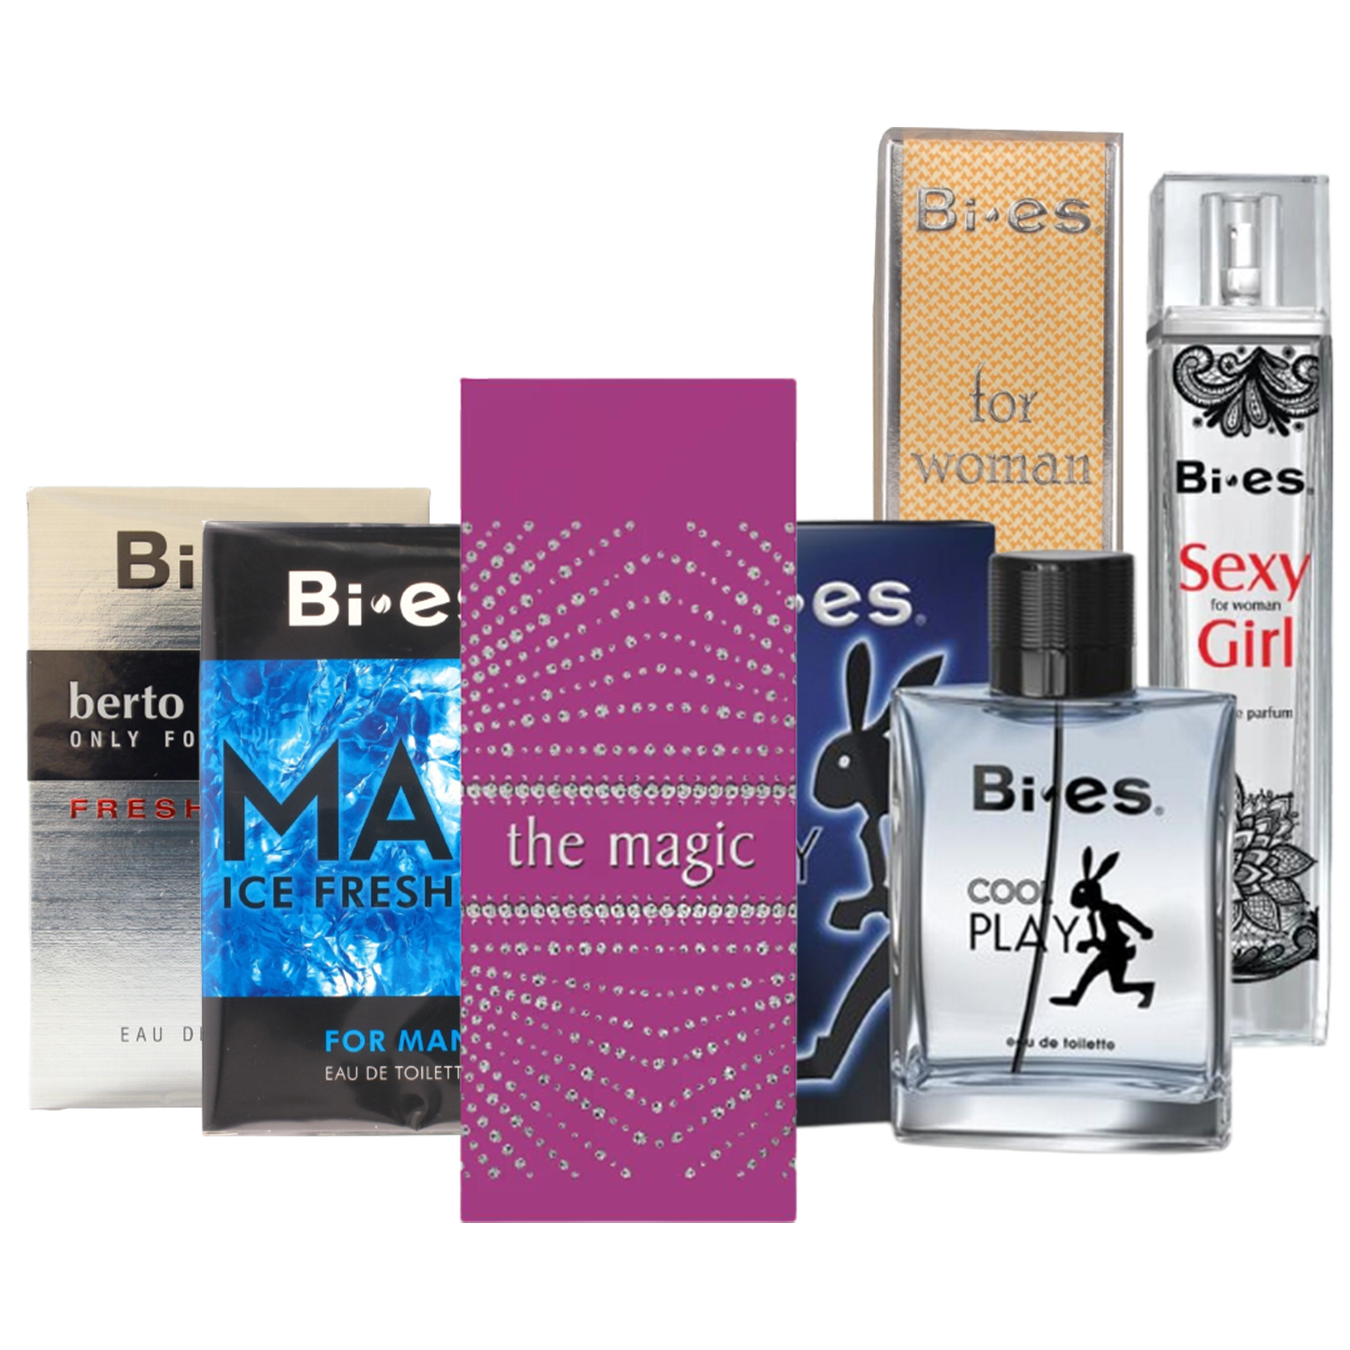 Bi
berto
ONLY FO
FRESH
EAU DE
Bi-es
MA
ICE FRESH
FOR MAN
EAU DE TOILETT
the magic
es®
Y
Bi-es®
for
woman
Bi-es®
COOL
PLAY
eau de toilette
Bi-es®
Sexy
for woman
Girl
e parfum